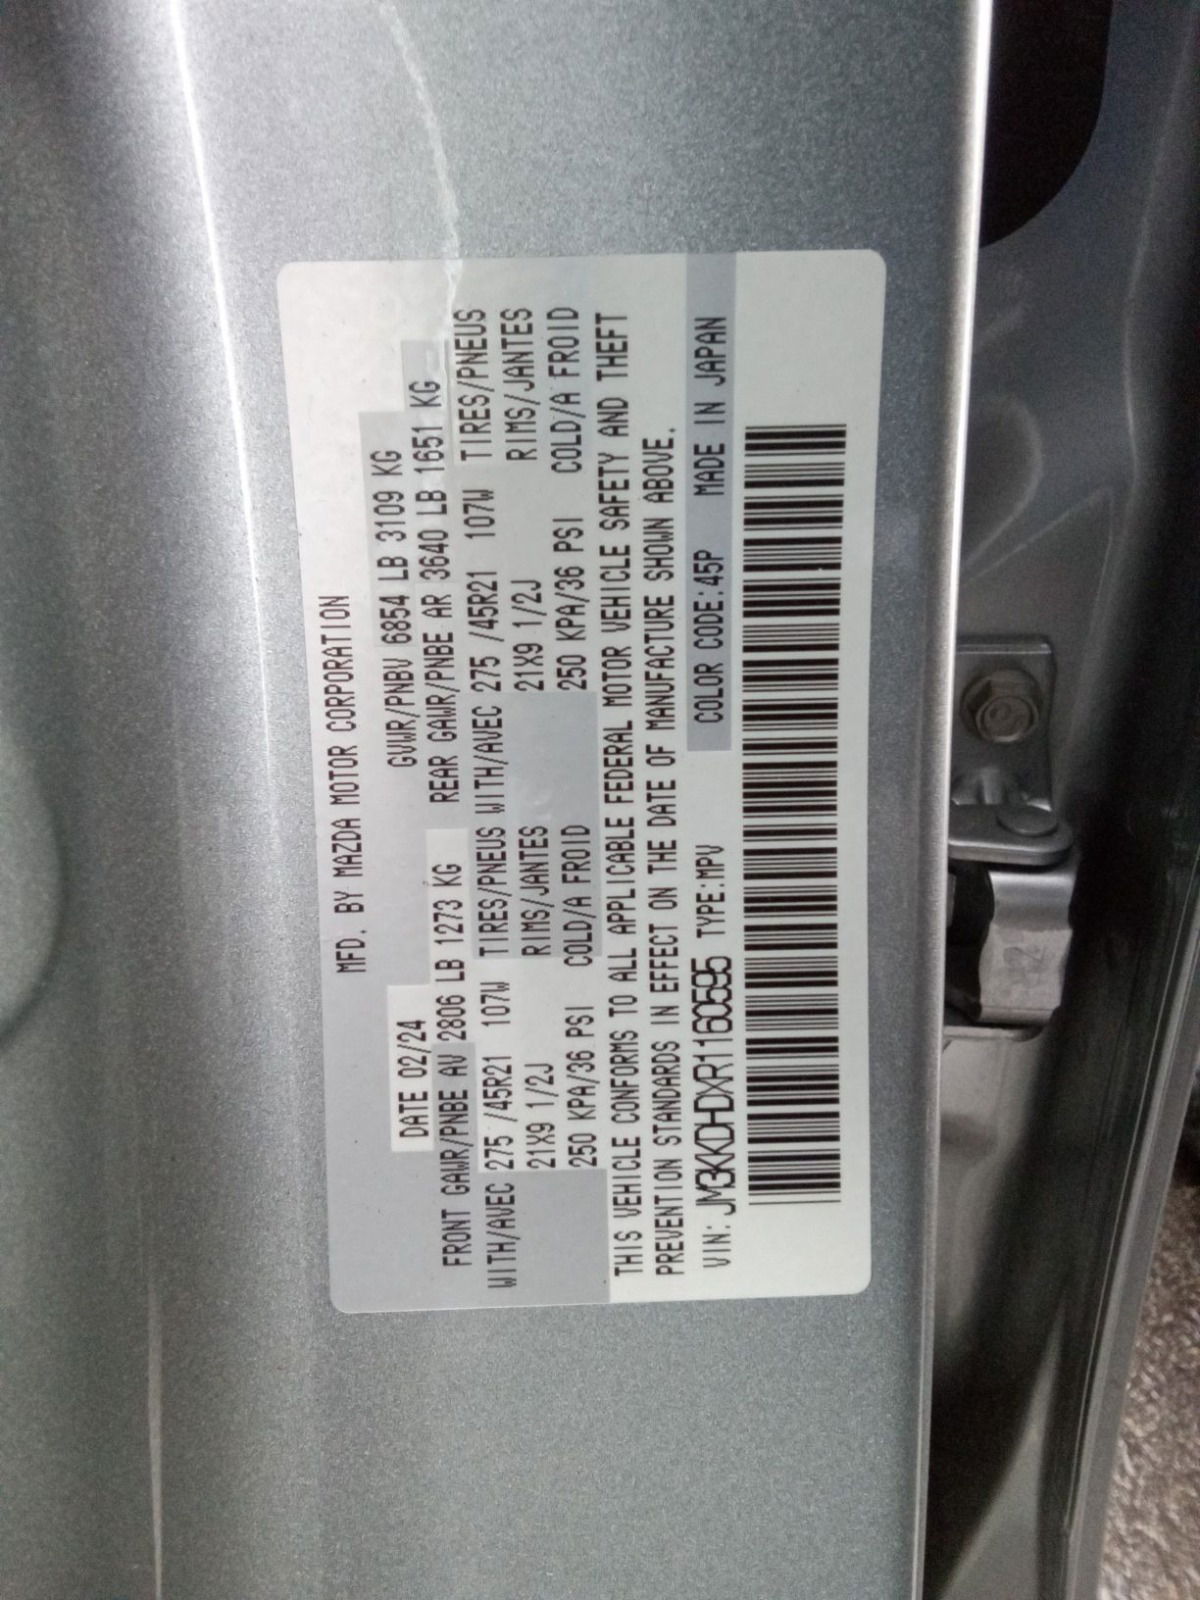 MFD. BY MAZDA MOTOR CORPORATION
DATE 02/24 GVWR/PNBV 6854 LB 3109 KG
FRONT GAWR/PNBE AV 2806 LB 1273 KG REAR GAWR/PNBE AR 3640 LB 1651 KG
WITH/AVEC 275 /45R21 107W TIRES/PNEUS WITH/AVEC 275 /45R21 107W TIRES/PNEUS
21X9 1/2J RIMS/JANTES 21X9 1/2J RIMS/JANTES
250 KPA/36 PSI COLD/A FROID 250 KPA/36 PSI COLD/A FROID
THIS VEHICLE CONFORMS TO ALL APPLICABLE FEDERAL MOTOR VEHICLE SAFETY AND THEFT
PREVENTION STANDARDS IN EFFECT ON THE DATE OF MANUFACTURE SHOWN ABOVE.
VIN: JM3KKDHDXR1160595 TYPE:MPV COLOR CODE:45P MADE IN JAPAN